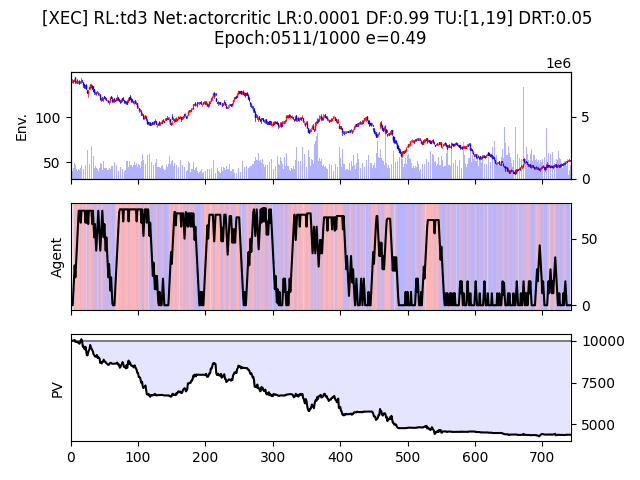 [XEC] RL:td3 Net:actorcritic LR:0.0001 DF:0.99 TU:[1,19] DRT:0.05
Epoch:0511/1000 e=0.49
1e6
Env.
100
50
5
0
Agent
50
0
PV
10000
7500
5000
0 100 200 300 400 500 600 700